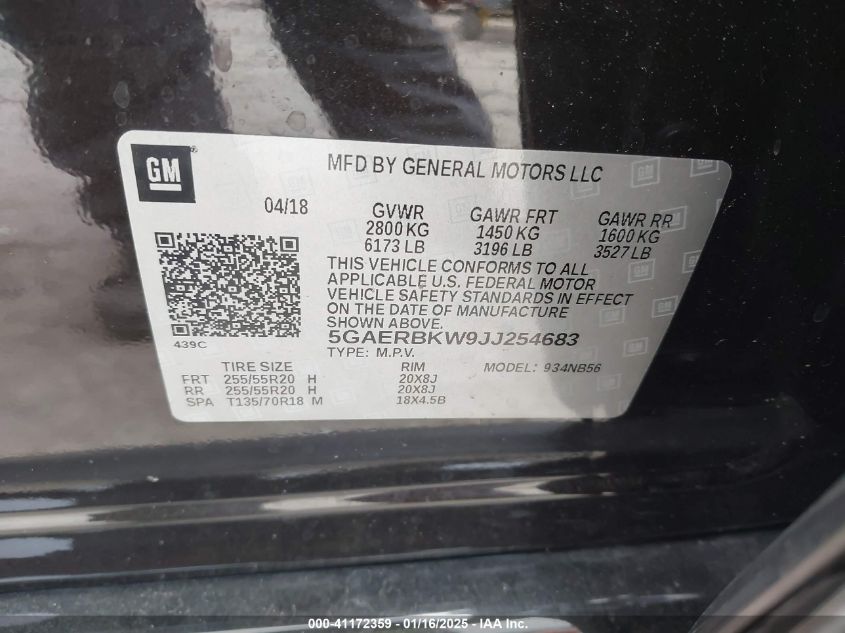 GM
MFD BY GENERAL MOTORS LLC
04/18 GVWR GAWR FRT GAWR RR
2800 KG 1450 KG 1600 KG
6173 LB 3196 LB 3527 LB
THIS VEHICLE CONFORMS TO ALL
APPLICABLE U.S. FEDERAL MOTOR
VEHICLE SAFETY STANDARDS IN EFFECT
ON THE DATE OF MANUFACTURE
SHOWN ABOVE.
439C
5GAERBKW9JJ254683
TYPE: M.P.V. MODEL: 934NB56
TIRE SIZE RIM
FRT 255/55R20 H 20X8J
RR 255/55R20 H 20X8J
SPA T135/70R18 M 18X4.5B
000-41172359 - 01/16/2025 - IAA Inc.